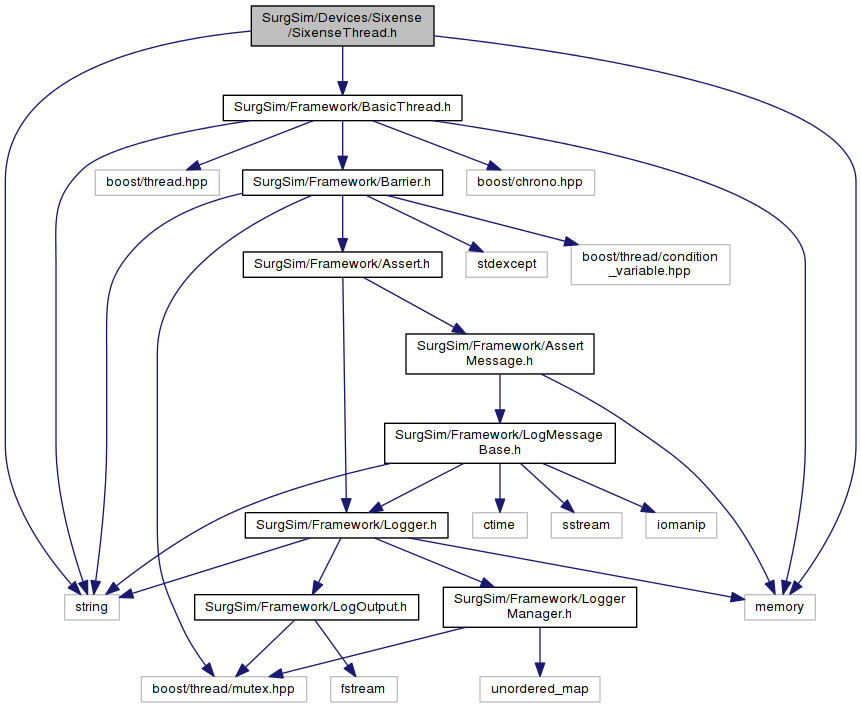 SurgSim/Devices/Sixense
/SixenseThread.h
SurgSim/Framework/BasicThread.h
boost/thread.hpp
SurgSim/Framework/Barrier.h
boost/chrono.hpp
SurgSim/Framework/Assert.h
stdexcept
boost/thread/condition
_variable.hpp
SurgSim/Framework/Assert
Message.h
SurgSim/Framework/LogMessage
Base.h
SurgSim/Framework/Logger.h
ctime
sstream
iomanip
string
SurgSim/Framework/LogOutput.h
SurgSim/Framework/Logger
Manager.h
memory
boost/thread/mutex.hpp
fstream
unordered_map